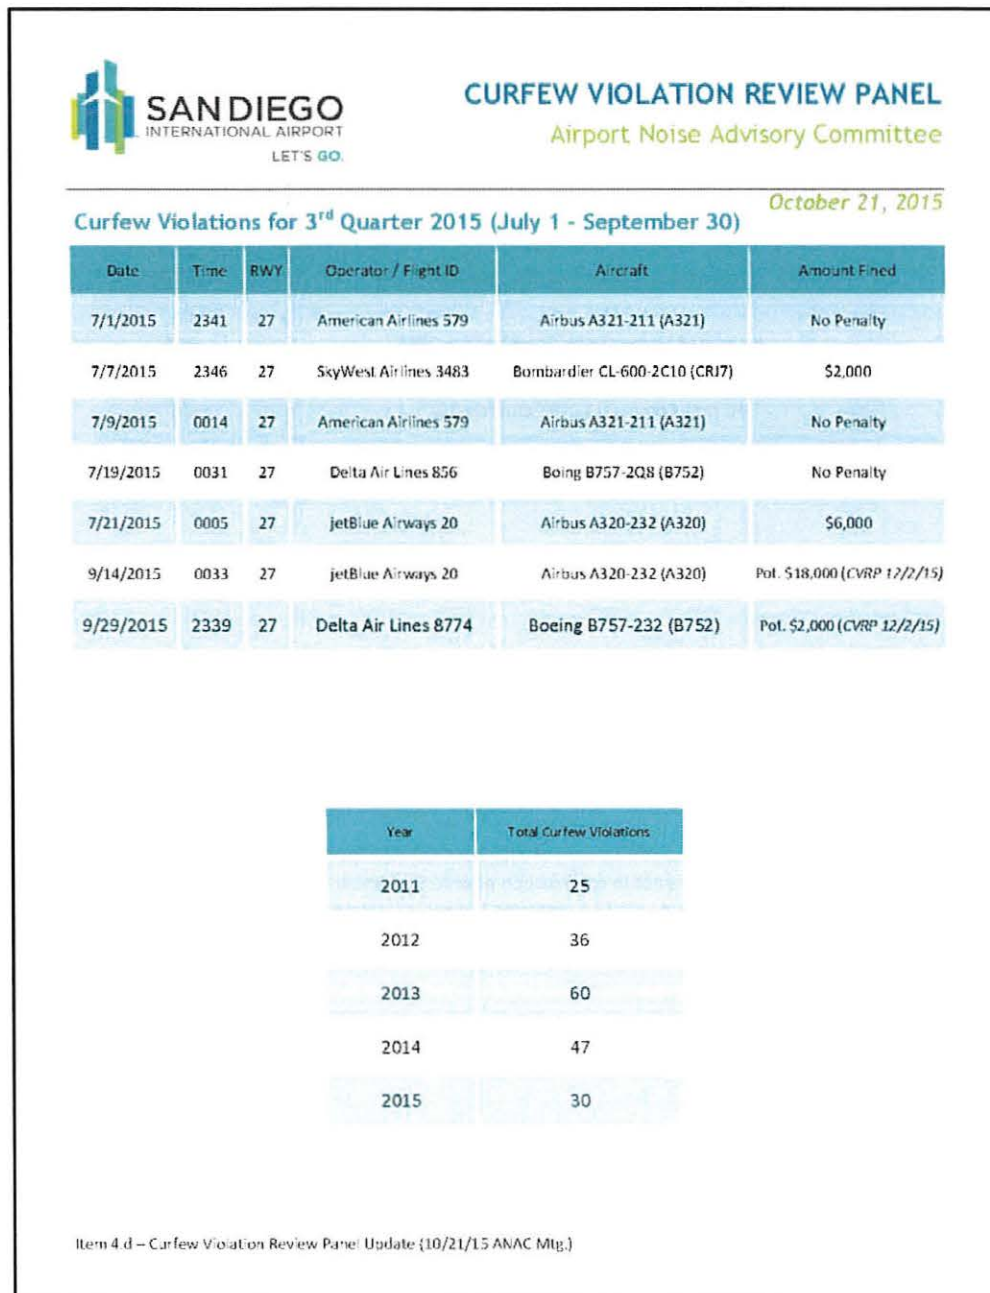 SAN DIEGO
INTERNATIONAL AIRPORT
LET'S GO.
CURFEW VIOLATION REVIEW PANEL
Airport Noise Advisory Committee
October 21, 2015
Curfew Violations for 3rd Quarter 2015 (July 1 - September 30)
Date Time RWY Operator / Flight ID Aircraft Amount Fined
7/1/2015 2341 27 American Airlines 579 Airbus A321-211 (A321) No Penalty
7/7/2015 2346 27 SkyWest Airlines 3483 Bombardier CL-600-2C10 (CRJ7) $2,000
7/9/2015 0014 27 American Airlines 579 Airbus A321-211 (A321) No Penalty
7/19/2015 0031 27 Delta Air Lines 856 Boing B757-2Q8 (B752) No Penalty
7/21/2015 0005 27 jetBlue Airways 20 Airbus A320-232 (A320) $6,000
9/14/2015 0033 27 jetBlue Airways 20 Airbus A320-232 (A320) Pot. $18,000 (CVRP 12/2/15)
9/29/2015 2339 27 Delta Air Lines 8774 Boeing B757-232 (B752) Pot. $2,000 (CVRP 12/2/15)
Year Total Curfew Violations
2011 25
2012 36
2013 60
2014 47
2015 30
Item 4.d – Curfew Violation Review Panel Update (10/21/15 ANAC Mtg.)